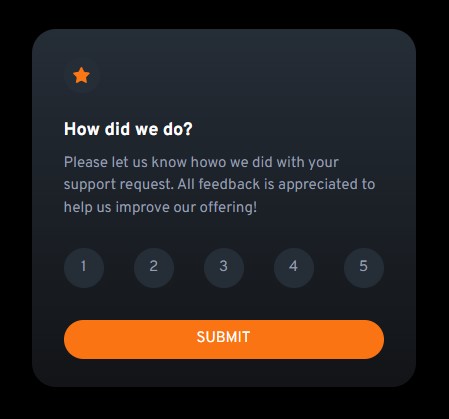 How did we do?
Please let us know howo we did with your
support request. All feedback is appreciated to
help us improve our offering!
1 2 3 4 5
SUBMIT